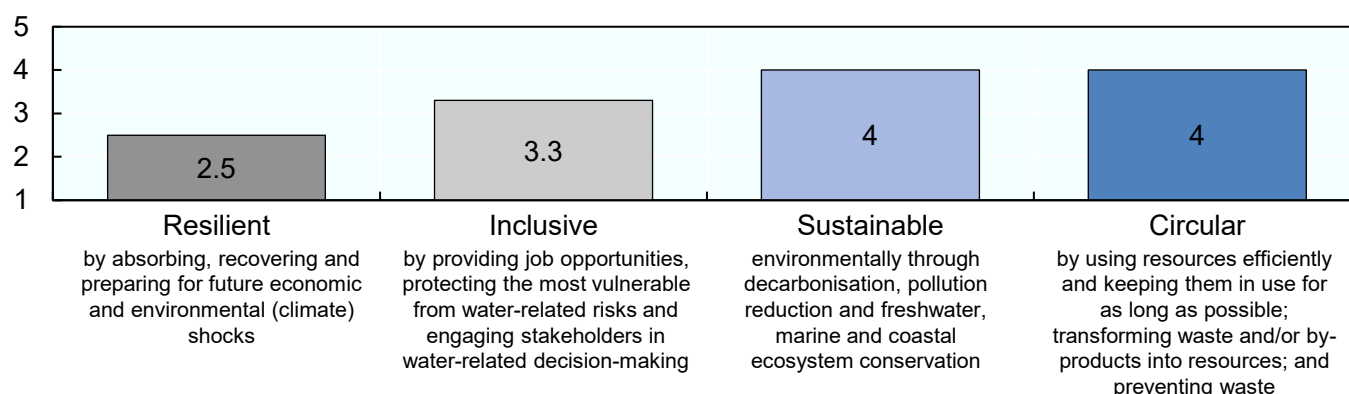 5
4
3
2
1
2.5
3.3
4
4
Resilient
by absorbing, recovering and
preparing for future economic
and environmental (climate)
shocks
Inclusive
by providing job opportunities,
protecting the most vulnerable
from water-related risks and
engaging stakeholders in
water-related decision-making
Sustainable
environmentally through
decarbonisation, pollution
reduction and freshwater,
marine and coastal
ecosystem conservation
Circular
by using resources efficiently
and keeping them in use for
as long as possible;
transforming waste and/or by-
products into resources; and
preventing waste